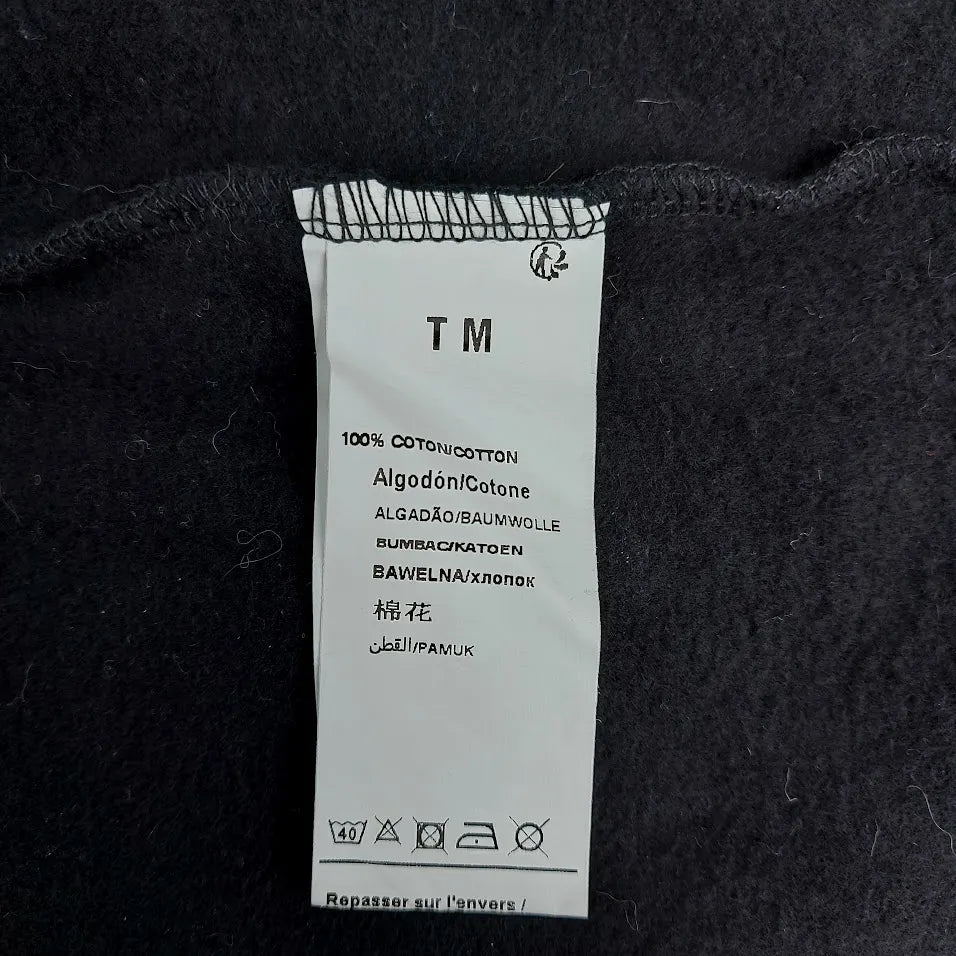 T M
100% COTON/COTTON
Algodón/Cotone
ALGADÃO/BAUMWOLLE
BUMBAC/KATOEN
BAWELNA/хлопок
棉花
القطن/PAMUK
40
Repasser sur l'envers /